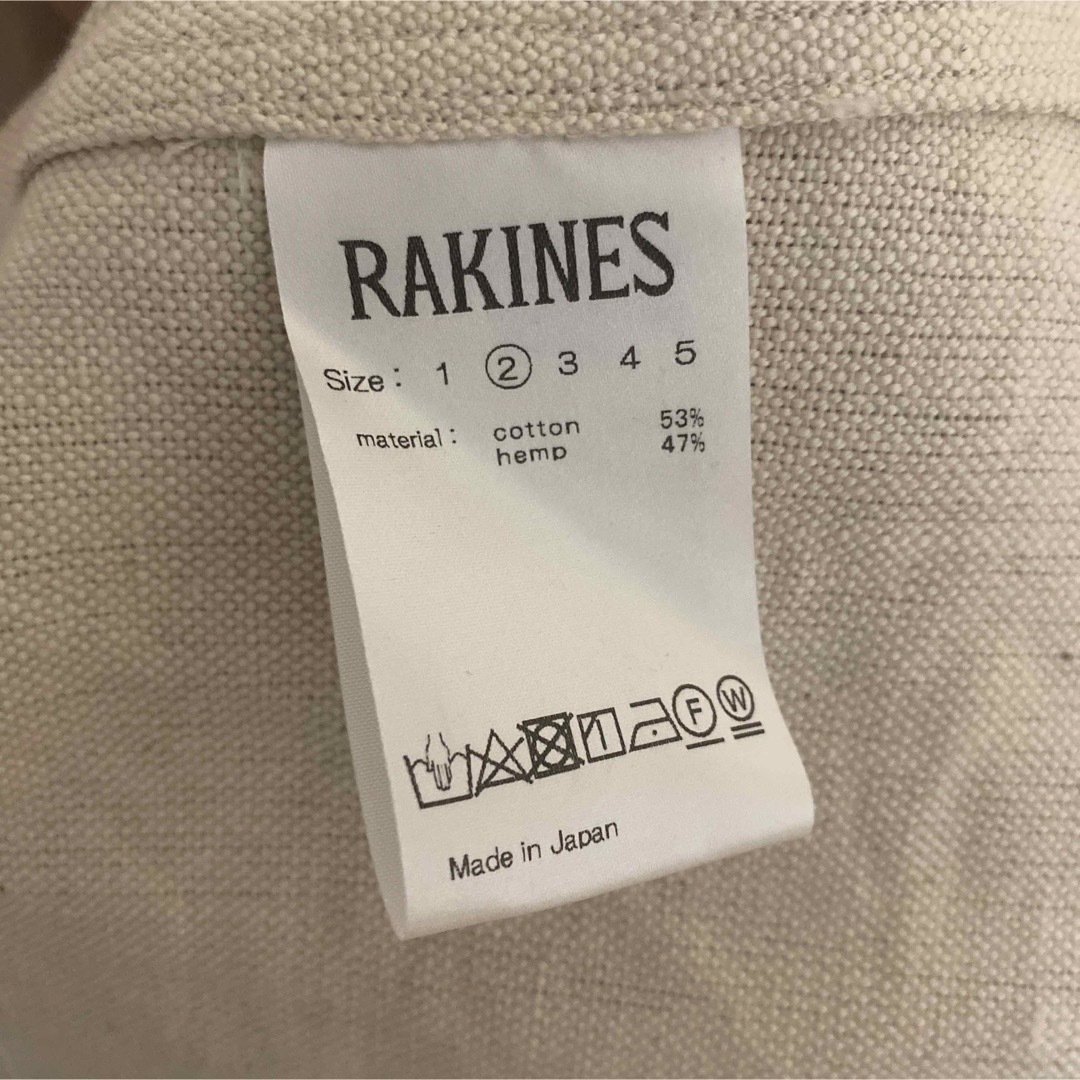 RAKINES
Size: 1 2 3 4 5
material: cotton 53%
hemp 47%
F W
Made in Japan